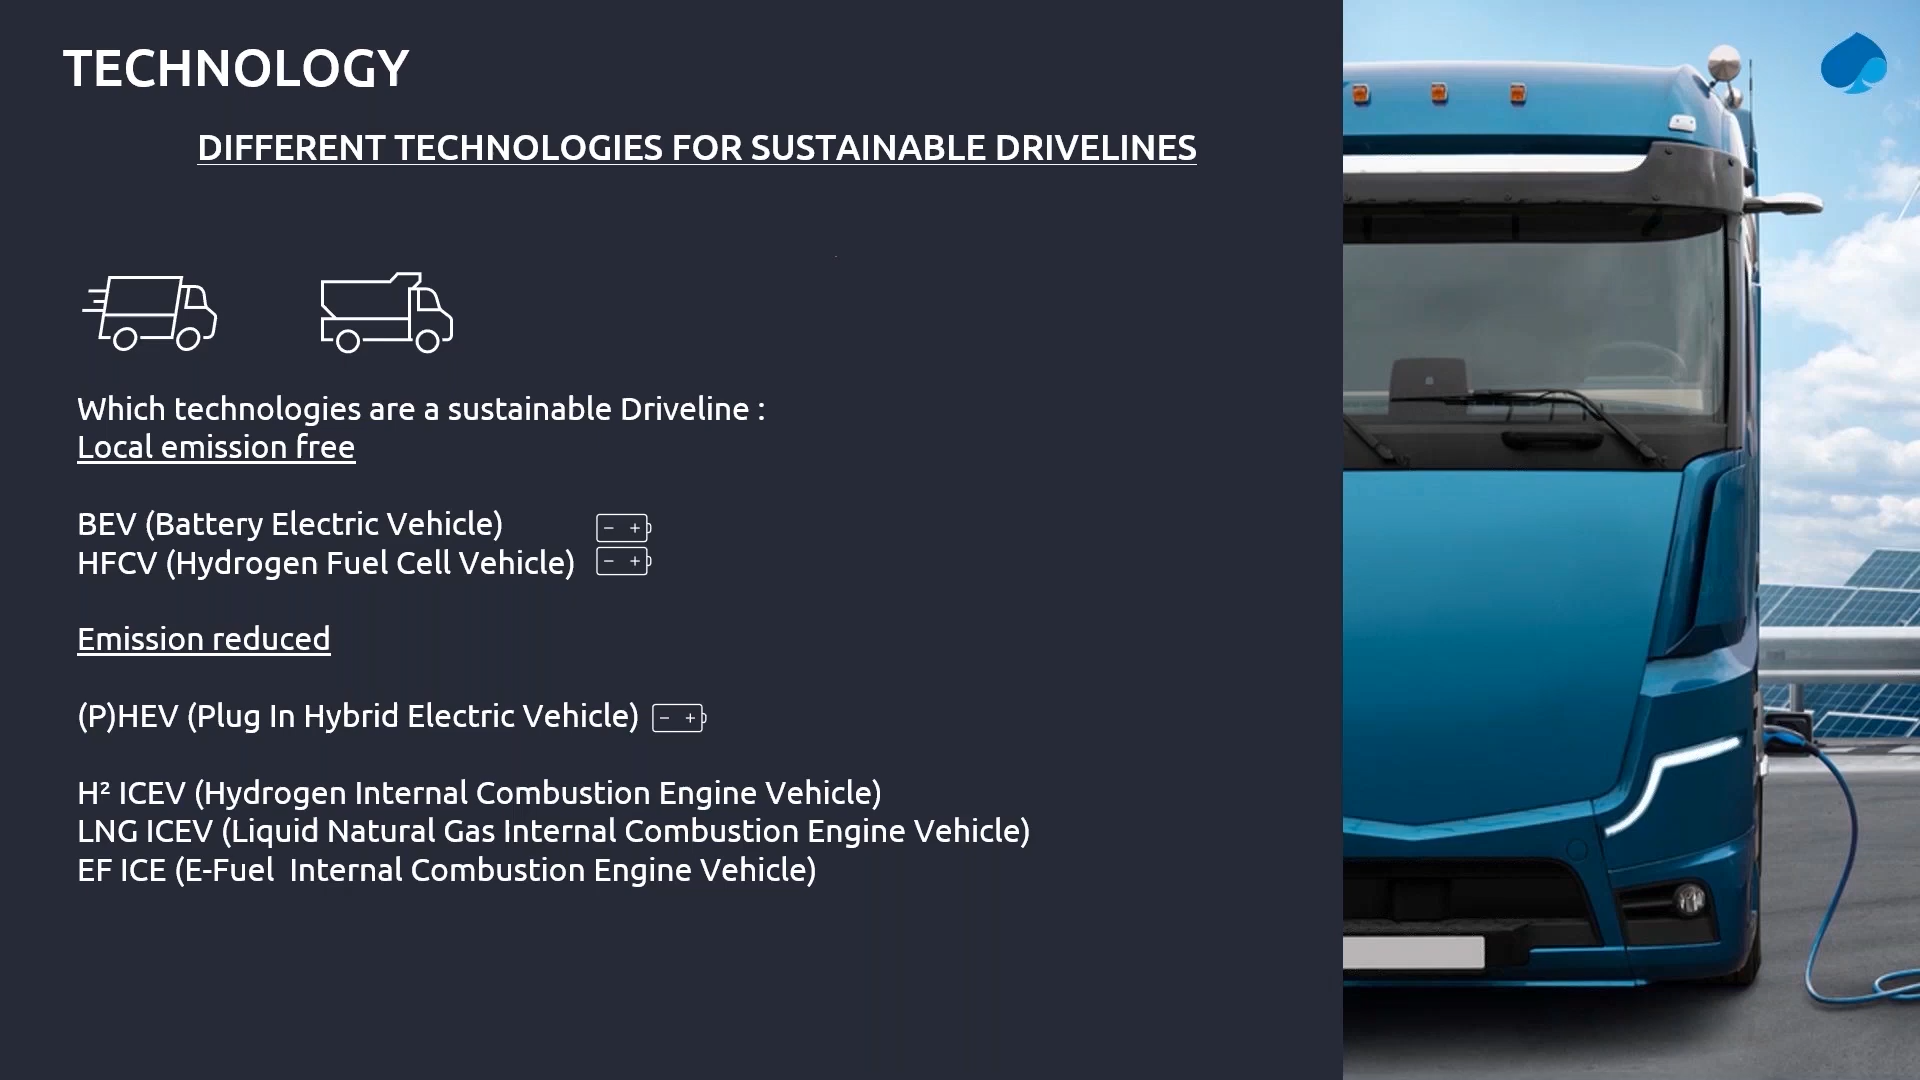 TECHNOLOGY
DIFFERENT TECHNOLOGIES FOR SUSTAINABLE DRIVELINES
Which technologies are a sustainable Driveline :
Local emission free
BEV (Battery Electric Vehicle)
HFCV (Hydrogen Fuel Cell Vehicle)
Emission reduced
(P)HEV (Plug In Hybrid Electric Vehicle)
H² ICEV (Hydrogen Internal Combustion Engine Vehicle)
LNG ICEV (Liquid Natural Gas Internal Combustion Engine Vehicle)
EF ICE (E-Fuel  Internal Combustion Engine Vehicle)